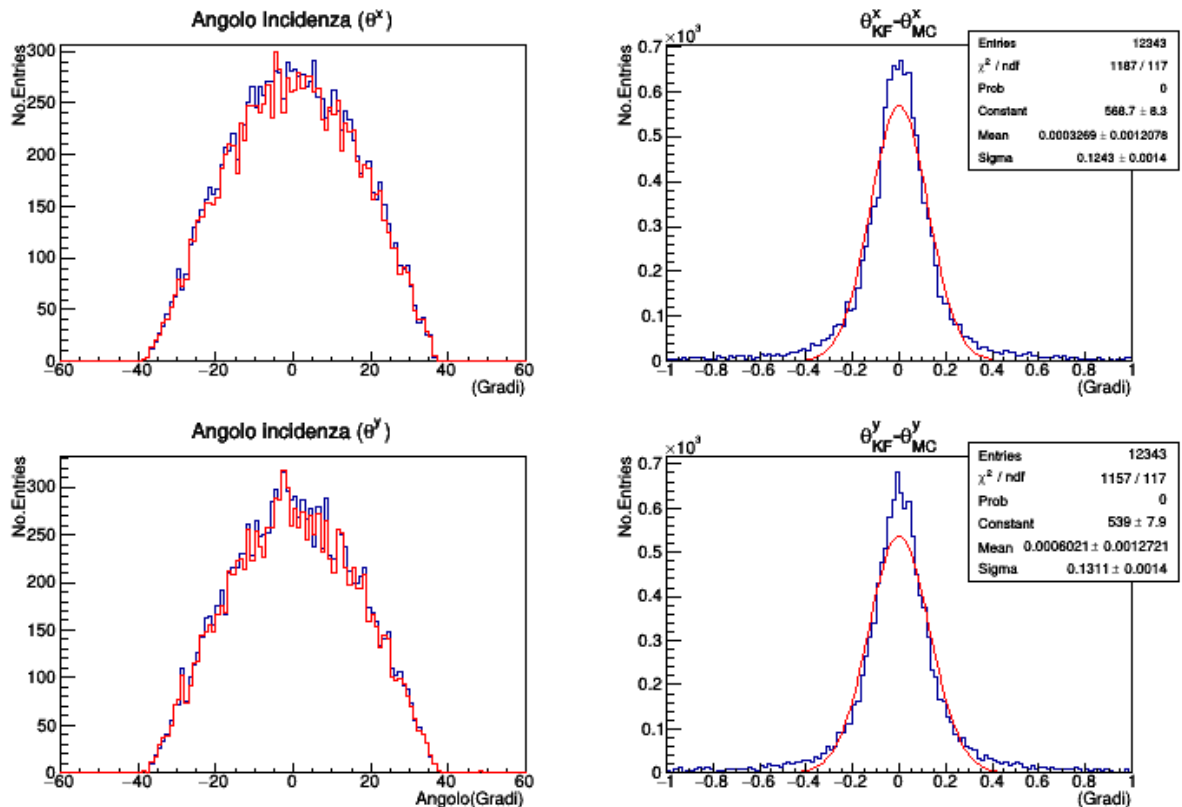 Angolo Incidenza (θˣ)
No.Entries
300
250
200
150
100
50
0
−60 −40 −20 0 20 40 60
(Gradi)
θˣKF-θˣMC
×10³
No.Entries
0.7
0.6
0.5
0.4
0.3
0.2
0.1
0
−1 −0.8 −0.6 −0.4 −0.2 0 0.2 0.4 0.6 0.8 1
(Gradi)
Entries 12343
χ² / ndf 1187 / 117
Prob 0
Constant 568.7 ± 8.3
Mean 0.0003269 ± 0.0012078
Sigma 0.1243 ± 0.0014
Angolo incidenza (θʸ)
No.Entries
300
250
200
150
100
50
0
−60 −40 −20 0 20 40 60
Angolo(Gradi)
θʸKF-θʸMC
×10³
No.Entries
0.7
0.6
0.5
0.4
0.3
0.2
0.1
0
−1 −0.8 −0.6 −0.4 −0.2 0 0.2 0.4 0.6 0.8 1
(Gradi)
Entries 12343
χ² / ndf 1157 / 117
Prob 0
Constant 539 ± 7.9
Mean 0.0006021 ± 0.0012721
Sigma 0.1311 ± 0.0014